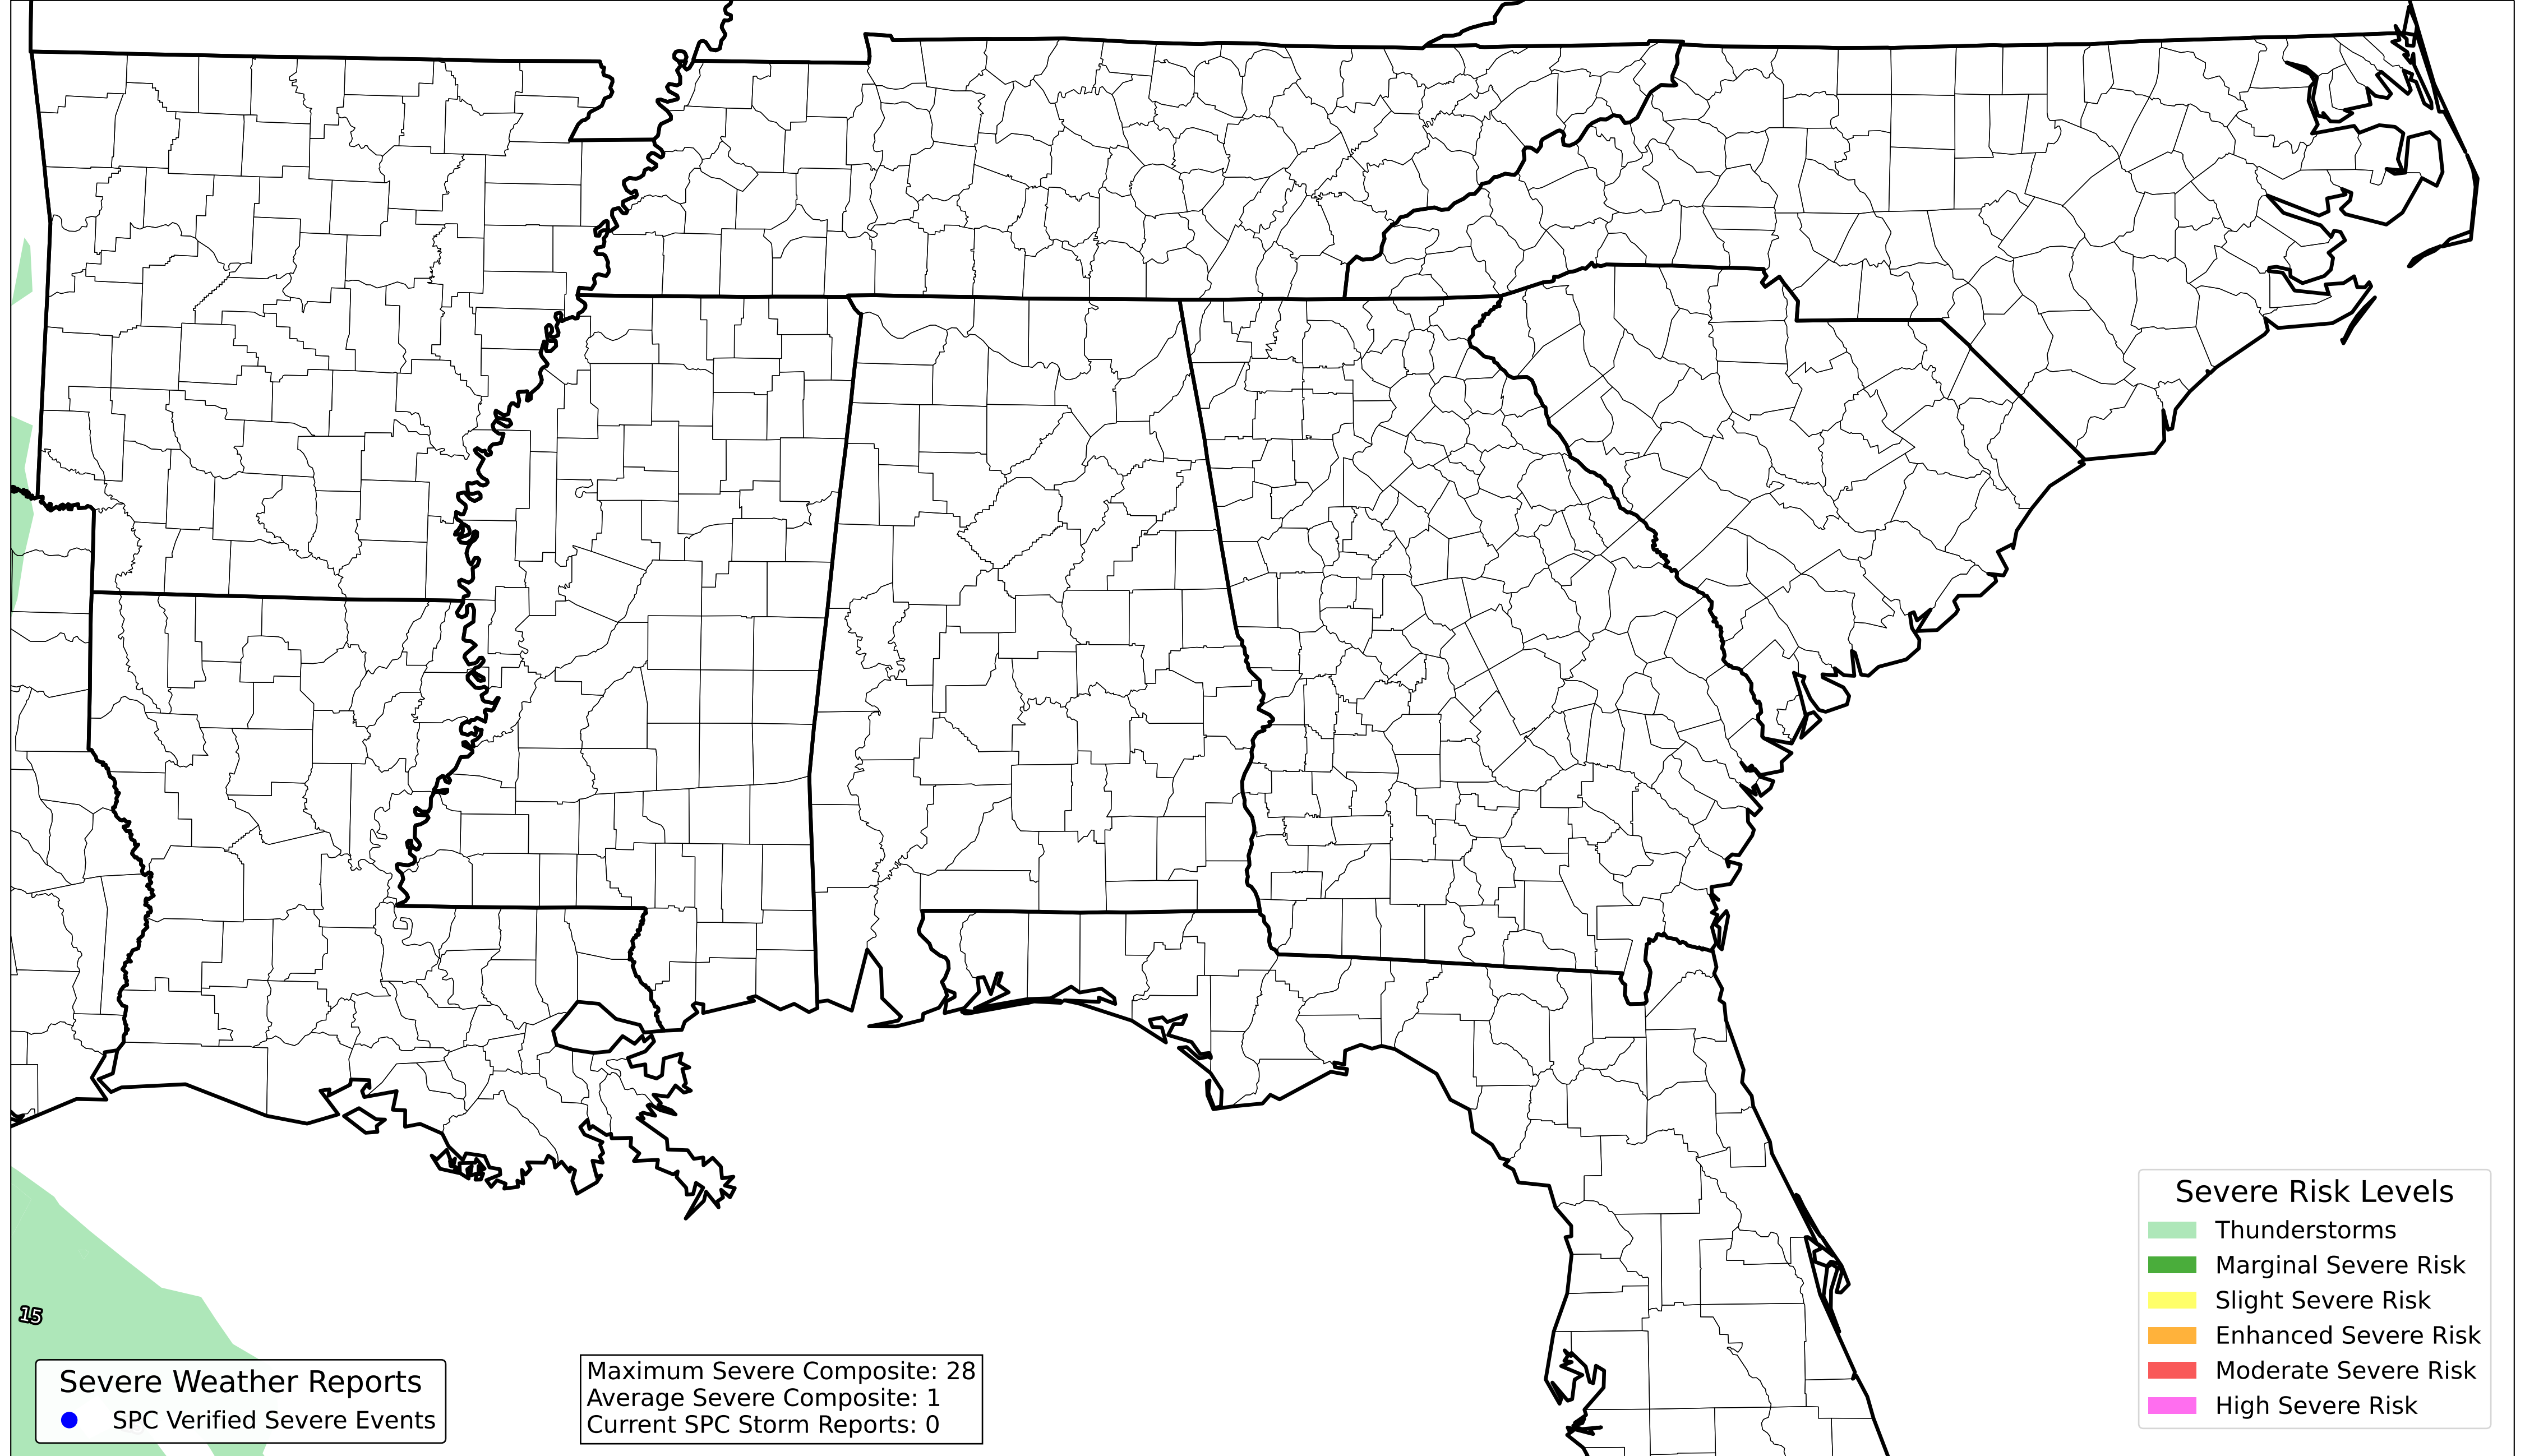 15
Severe Weather Reports
SPC Verified Severe Events
Maximum Severe Composite: 28
Average Severe Composite: 1
Current SPC Storm Reports: 0
Severe Risk Levels
Thunderstorms
Marginal Severe Risk
Slight Severe Risk
Enhanced Severe Risk
Moderate Severe Risk
High Severe Risk